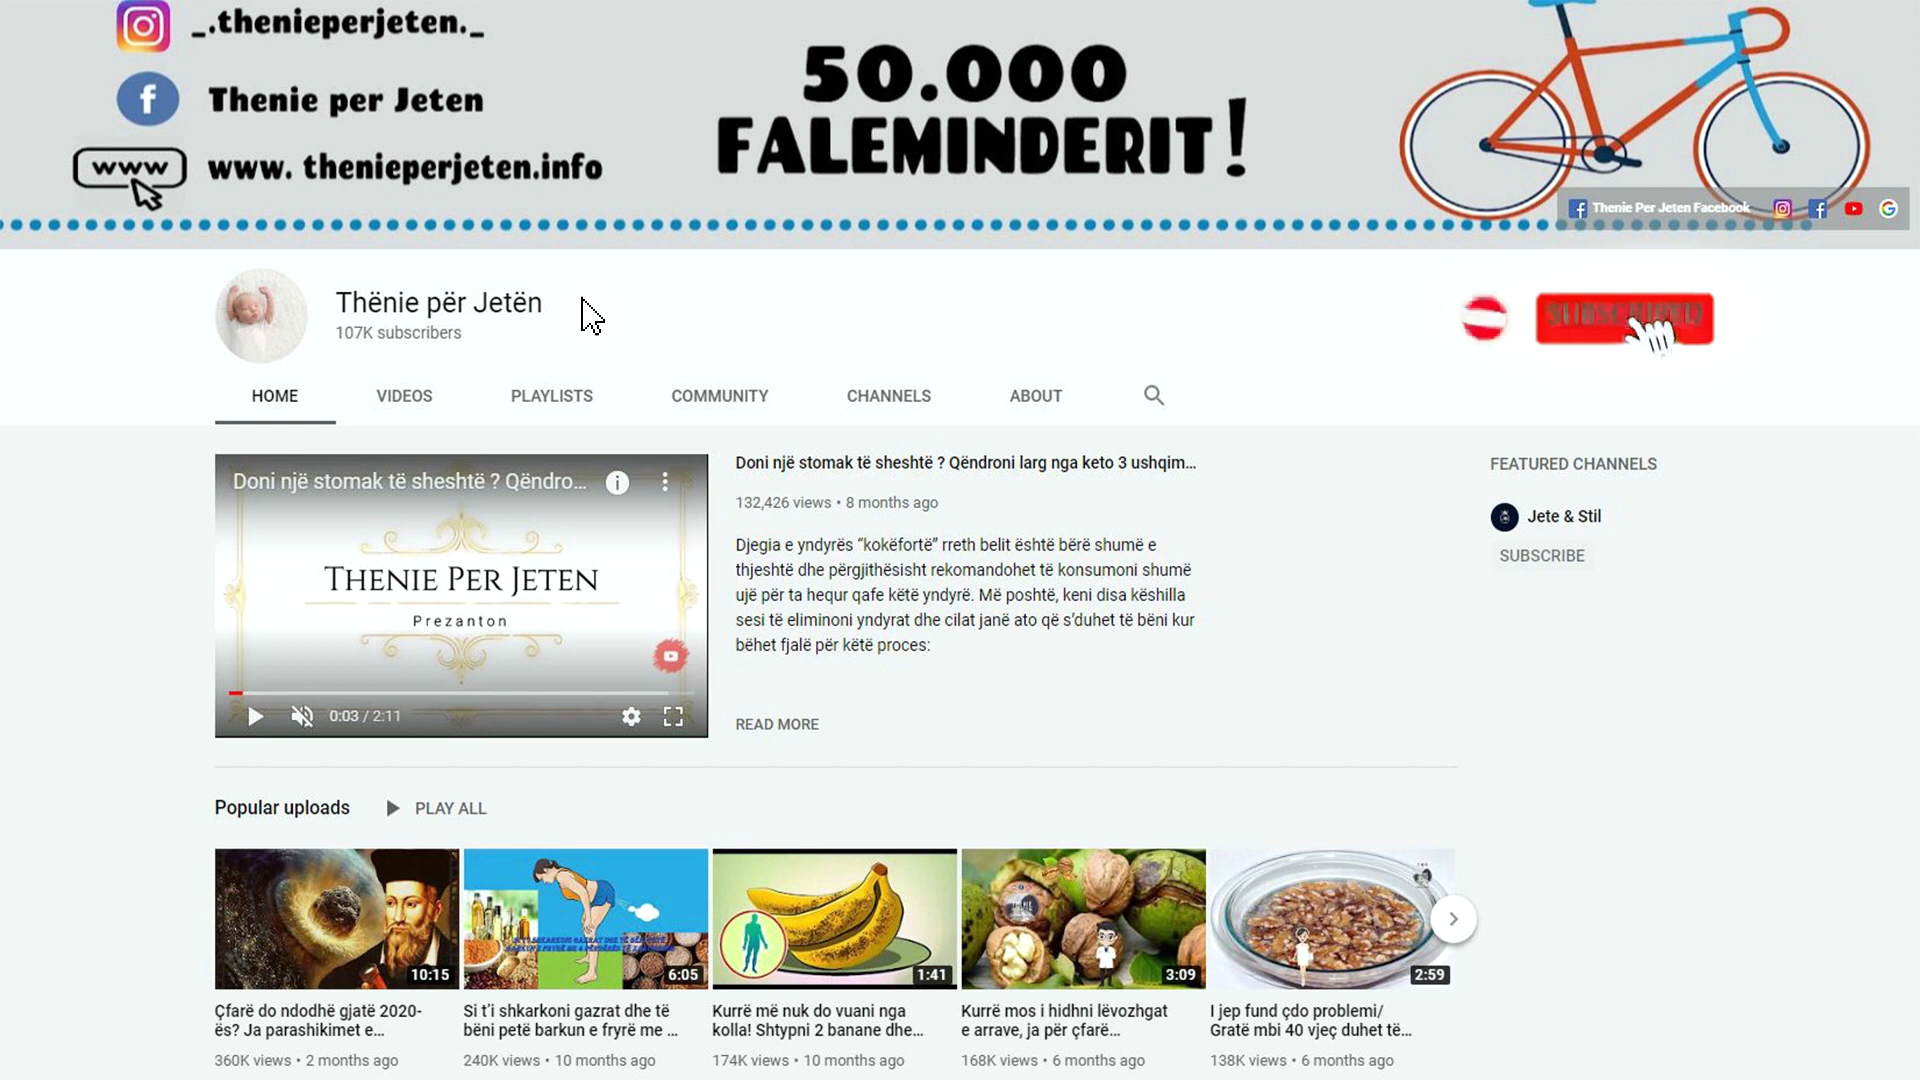 _.thenieperjeten._
Thenie per Jeten
www
www. thenieperjeten.info
50.000
FALEMINDERIT!
Thenie Per Jeten Facebook
Thënie për Jetën
107K subscribers
HOME
VIDEOS
PLAYLISTS
COMMUNITY
CHANNELS
ABOUT
Doni një stomak të sheshtë ? Qëndro...
THENIE PER JETEN
Prezanton
0:03 / 2:11
Doni një stomak të sheshtë ? Qëndroni larg nga keto 3 ushqim...
132,426 views • 8 months ago
Djegia e yndyrës “kokëfortë” rreth belit është bërë shumë e
thjeshtë dhe përgjithësisht rekomandohet të konsumoni shumë
ujë për ta hequr qafe këtë yndyrë. Më poshtë, keni disa këshilla
sesi të eliminoni yndyrat dhe cilat janë ato që s’duhet të bëni kur
bëhet fjalë për këtë proces:
READ MORE
FEATURED CHANNELS
Jete & Stil
SUBSCRIBE
Popular uploads
PLAY ALL
10:15
Çfarë do ndodhë gjatë 2020-
ës? Ja parashikimet e...
360K views • 2 months ago
6:05
Si t’i shkarkoni gazrat dhe të
bëni petë barkun e fryrë me ...
240K views • 10 months ago
1:41
Kurrë më nuk do vuani nga
kolla! Shtypni 2 banane dhe...
174K views • 10 months ago
3:09
Kurrë mos i hidhni lëvozhgat
e arrave, ja për çfarë...
168K views • 6 months ago
2:59
I jep fund çdo problemi/
Gratë mbi 40 vjeç duhet të...
138K views • 6 months ago